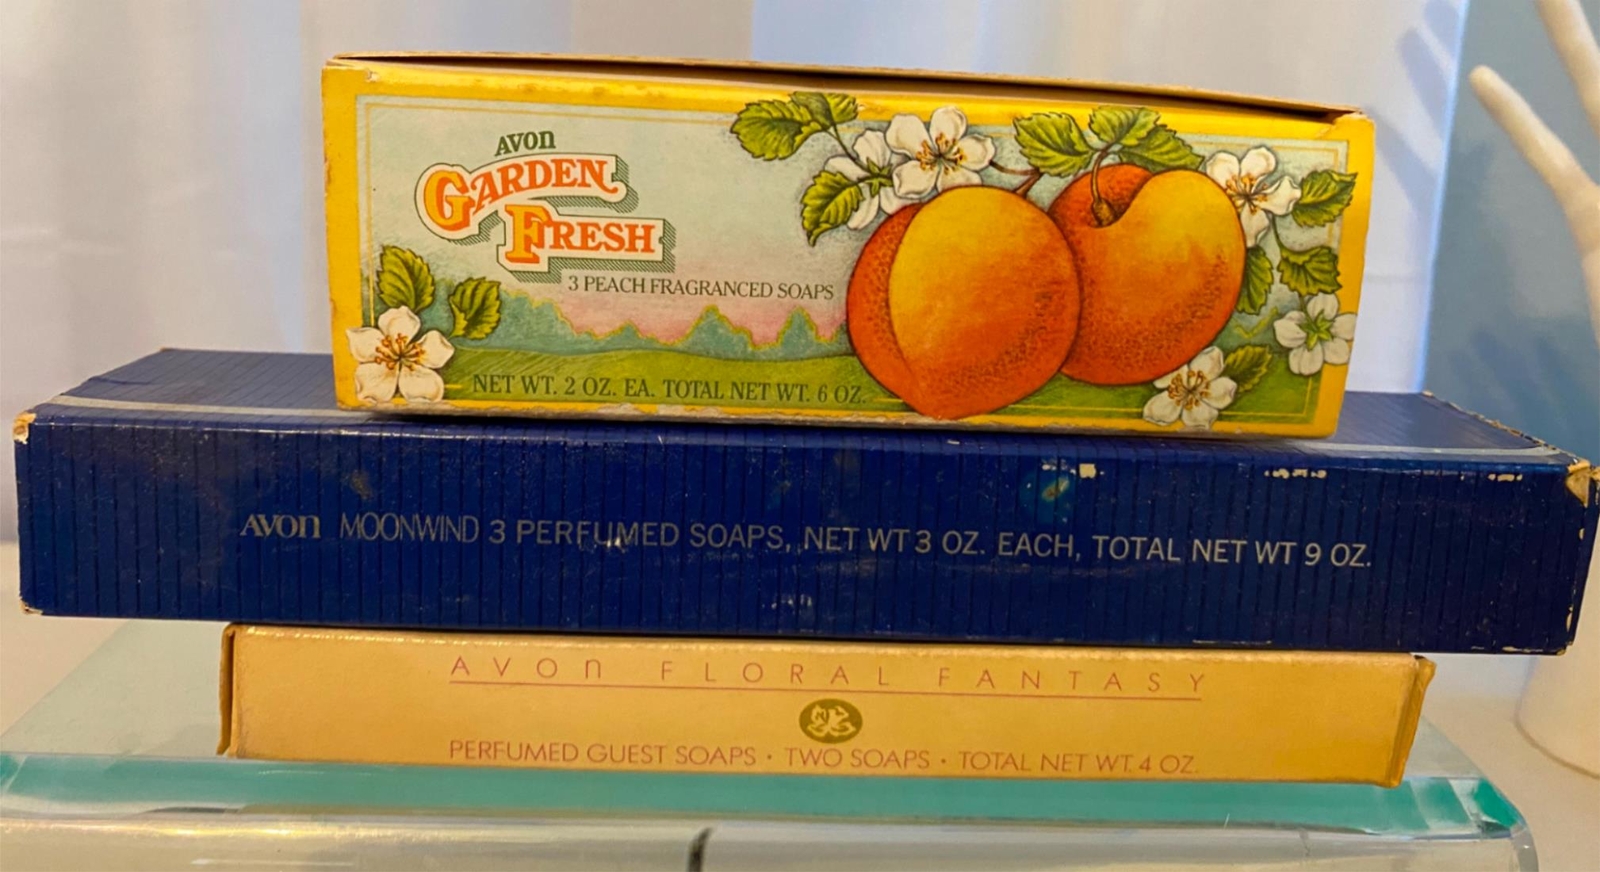 AVON
GARDEN
FRESH
3 PEACH FRAGRANCED SOAPS
NET WT. 2 OZ. EA. TOTAL NET WT. 6 OZ.
AVON MOONWIND 3 PERFUMED SOAPS, NET WT 3 OZ. EACH, TOTAL NET WT 9 OZ.
AVON FLORAL FANTASY
PERFUMED GUEST SOAPS · TWO SOAPS · TOTAL NET WT. 4 OZ.